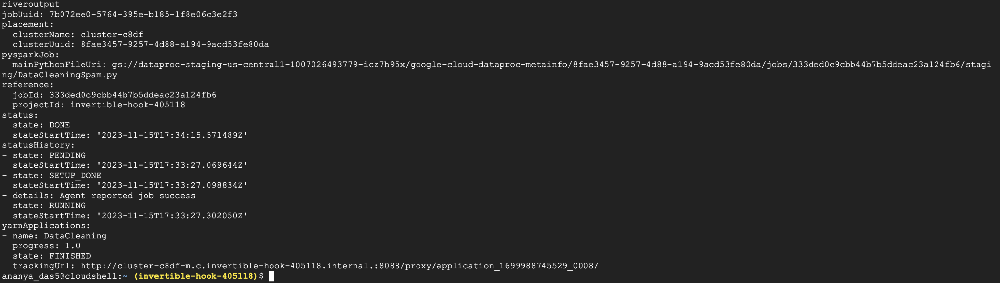 riveroutput
jobUuid: 7b072ee0-5764-395e-b185-1f8e06c3e2f3
placement:
  clusterName: cluster-c8df
  clusterUuid: 8fae3457-9257-4d88-a194-9acd53fe80da
pysparkJob:
  mainPythonFileUri: gs://dataproc-staging-us-central1-1007026493779-icz7h95x/google-cloud-dataproc-metainfo/8fae3457-9257-4d88-a194-9acd53fe80da/jobs/333ded0c9cbb44b7b5ddeac23a124fb6/stagi
ng/DataCleaningSpam.py
reference:
  jobId: 333ded0c9cbb44b7b5ddeac23a124fb6
  projectId: invertible-hook-405118
status:
  state: DONE
  stateStartTime: '2023-11-15T17:34:15.571489Z'
statusHistory:
- state: PENDING
  stateStartTime: '2023-11-15T17:33:27.069644Z'
- state: SETUP_DONE
  stateStartTime: '2023-11-15T17:33:27.098834Z'
- details: Agent reported job success
  state: RUNNING
  stateStartTime: '2023-11-15T17:33:27.302050Z'
yarnApplications:
- name: DataCleaning
  progress: 1.0
  state: FINISHED
  trackingUrl: http://cluster-c8df-m.c.invertible-hook-405118.internal.:8088/proxy/application_1699988745529_0008/
ananya_das5@cloudshell:~ (invertible-hook-405118)$